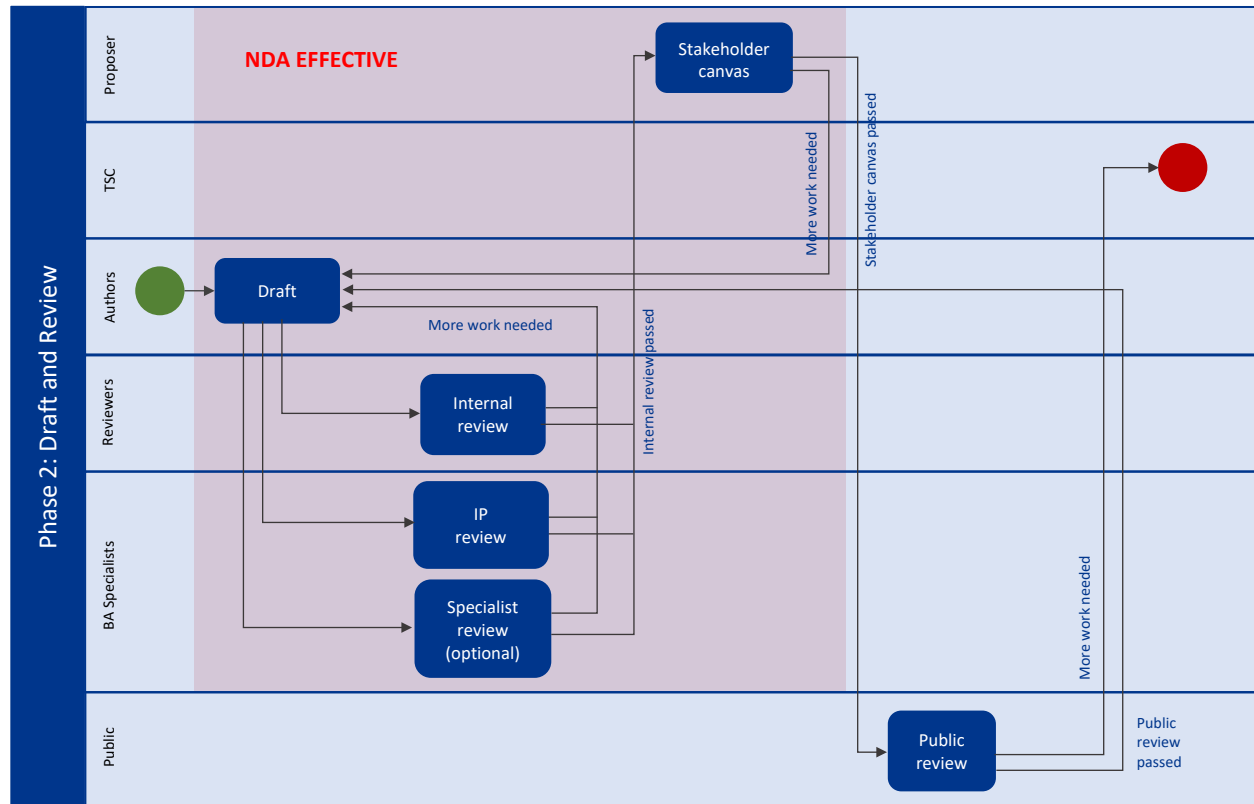 Phase 2: Draft and Review
Proposer
NDA EFFECTIVE
Stakeholder
canvas
TSC
More work needed
Stakeholder canvas passed
Authors
Draft
More work needed
Internal review passed
Reviewers
Internal
review
BA Specialists
IP
review
Specialist
review
(optional)
More work needed
Public
Public
review
Public
review
passed